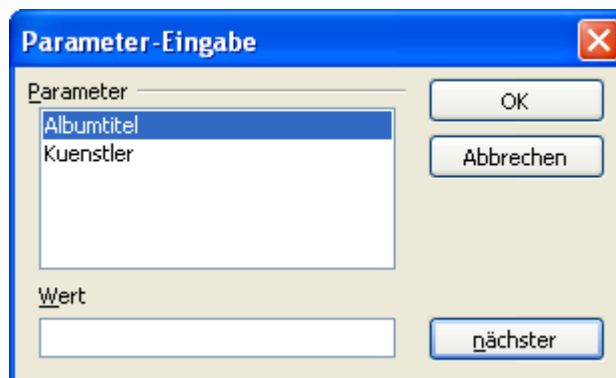 Parameter-Eingabe
Parameter
OK
Albumtitel
Kuenstler
Abbrechen
Wert
nächster